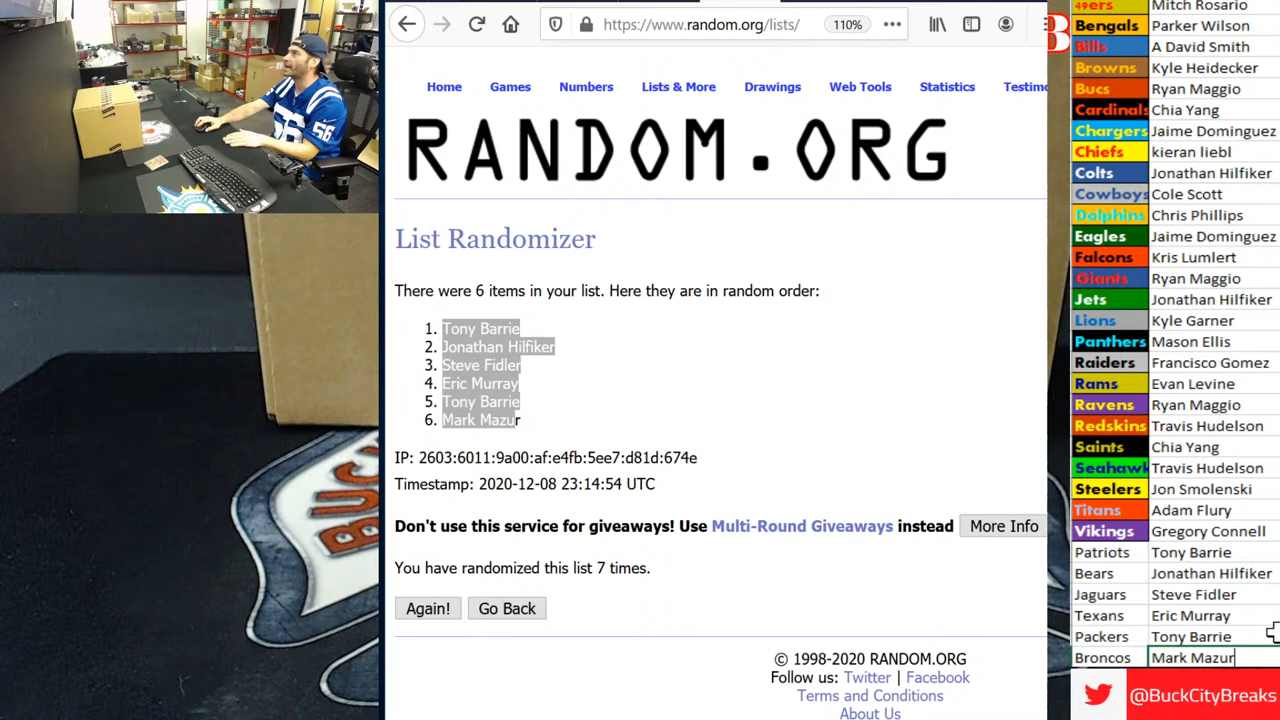 https://www.random.org/lists/
110%
Home
Games
Numbers
Lists & More
Drawings
Web Tools
Statistics
Testimo
RANDOM.ORG
List Randomizer
There were 6 items in your list. Here they are in random order:
1. Tony Barrie
2. Jonathan Hilfiker
3. Steve Fidler
4. Eric Murray
5. Tony Barrie
6. Mark Mazur
IP: 2603:6011:9a00:af:e4fb:5ee7:d81d:674e
Timestamp: 2020-12-08 23:14:54 UTC
Don't use this service for giveaways! Use Multi-Round Giveaways instead
More Info
You have randomized this list 7 times.
Again!
Go Back
© 1998-2020 RANDOM.ORG
Follow us: Twitter | Facebook
Terms and Conditions
About Us
49ers Mitch Rosario
Bengals Parker Wilson
Bills A David Smith
Browns Kyle Heidecker
Bucs Ryan Maggio
Cardinals Chia Yang
Chargers Jaime Dominguez
Chiefs kieran liebl
Colts Jonathan Hilfiker
Cowboys Cole Scott
Dolphins Chris Phillips
Eagles Jaime Dominguez
Falcons Kris Lumlert
Giants Ryan Maggio
Jets Jonathan Hilfiker
Lions Kyle Garner
Panthers Mason Ellis
Raiders Francisco Gomez
Rams Evan Levine
Ravens Ryan Maggio
Redskins Travis Hudelson
Saints Chia Yang
Seahawk Travis Hudelson
Steelers Jon Smolenski
Titans Adam Flury
Vikings Gregory Connell
Patriots Tony Barrie
Bears Jonathan Hilfiker
Jaguars Steve Fidler
Texans Eric Murray
Packers Tony Barrie
Broncos Mark Mazur
@BuckCityBreaks
56
BUC
B